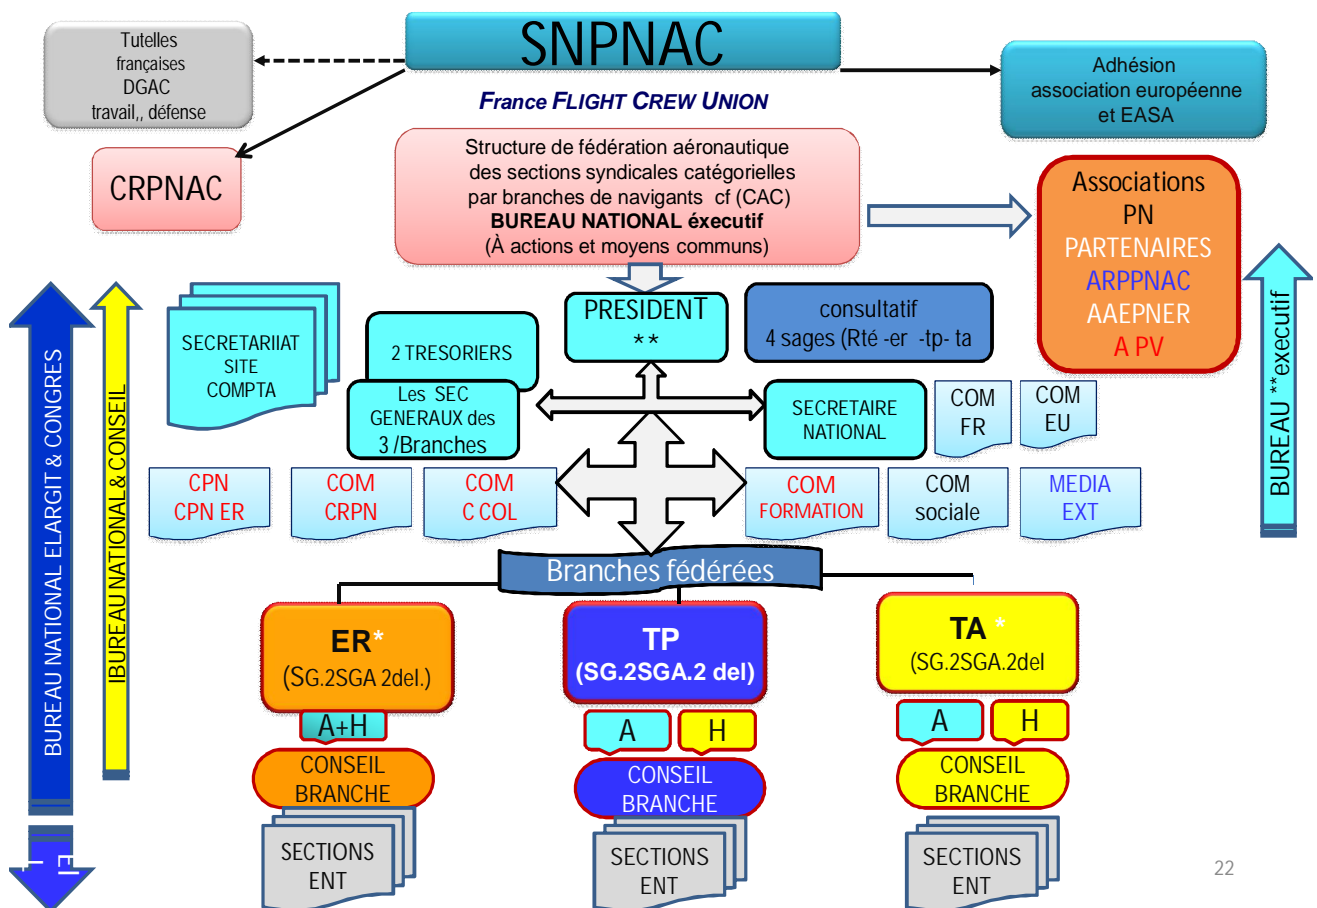 SNPNAC
France FLIGHT CREW UNION
Tutelles
françaises
DGAC
travail,, défense
Adhésion
association européenne
et EASA
CRPNAC
Structure de fédération aéronautique
des sections syndicales catégorielles
par branches de navigants cf (CAC)
BUREAU NATIONAL éxecutif
(À actions et moyens communs)
Associations
PN
PARTENAIRES
ARPPNAC
AAEPNER
A PV
BUREAU NATIONAL ELARGIT & CONGRES
IBUREAU NATIONAL & CONSEIL
BUREAU **executif
SECRETARIIAT
SITE
COMPTA
2 TRESORIERS
PRESIDENT
**
consultatif
4 sages (Rté -er -tp- ta
Les SEC
GENERAUX des
3 /Branches
SECRETAIRE
NATIONAL
COM
FR
COM
EU
CPN
CPN ER
COM
CRPN
COM
C COL
COM
FORMATION
COM
sociale
MEDIA
EXT
Branches fédérées
ER*
(SG.2SGA 2del.)
TP
(SG.2SGA.2 del)
TA *
(SG.2SGA.2del
A+H
A
H
A
H
CONSEIL
BRANCHE
CONSEIL
BRANCHE
CONSEIL
BRANCHE
SECTIONS
ENT
SECTIONS
ENT
SECTIONS
ENT
22